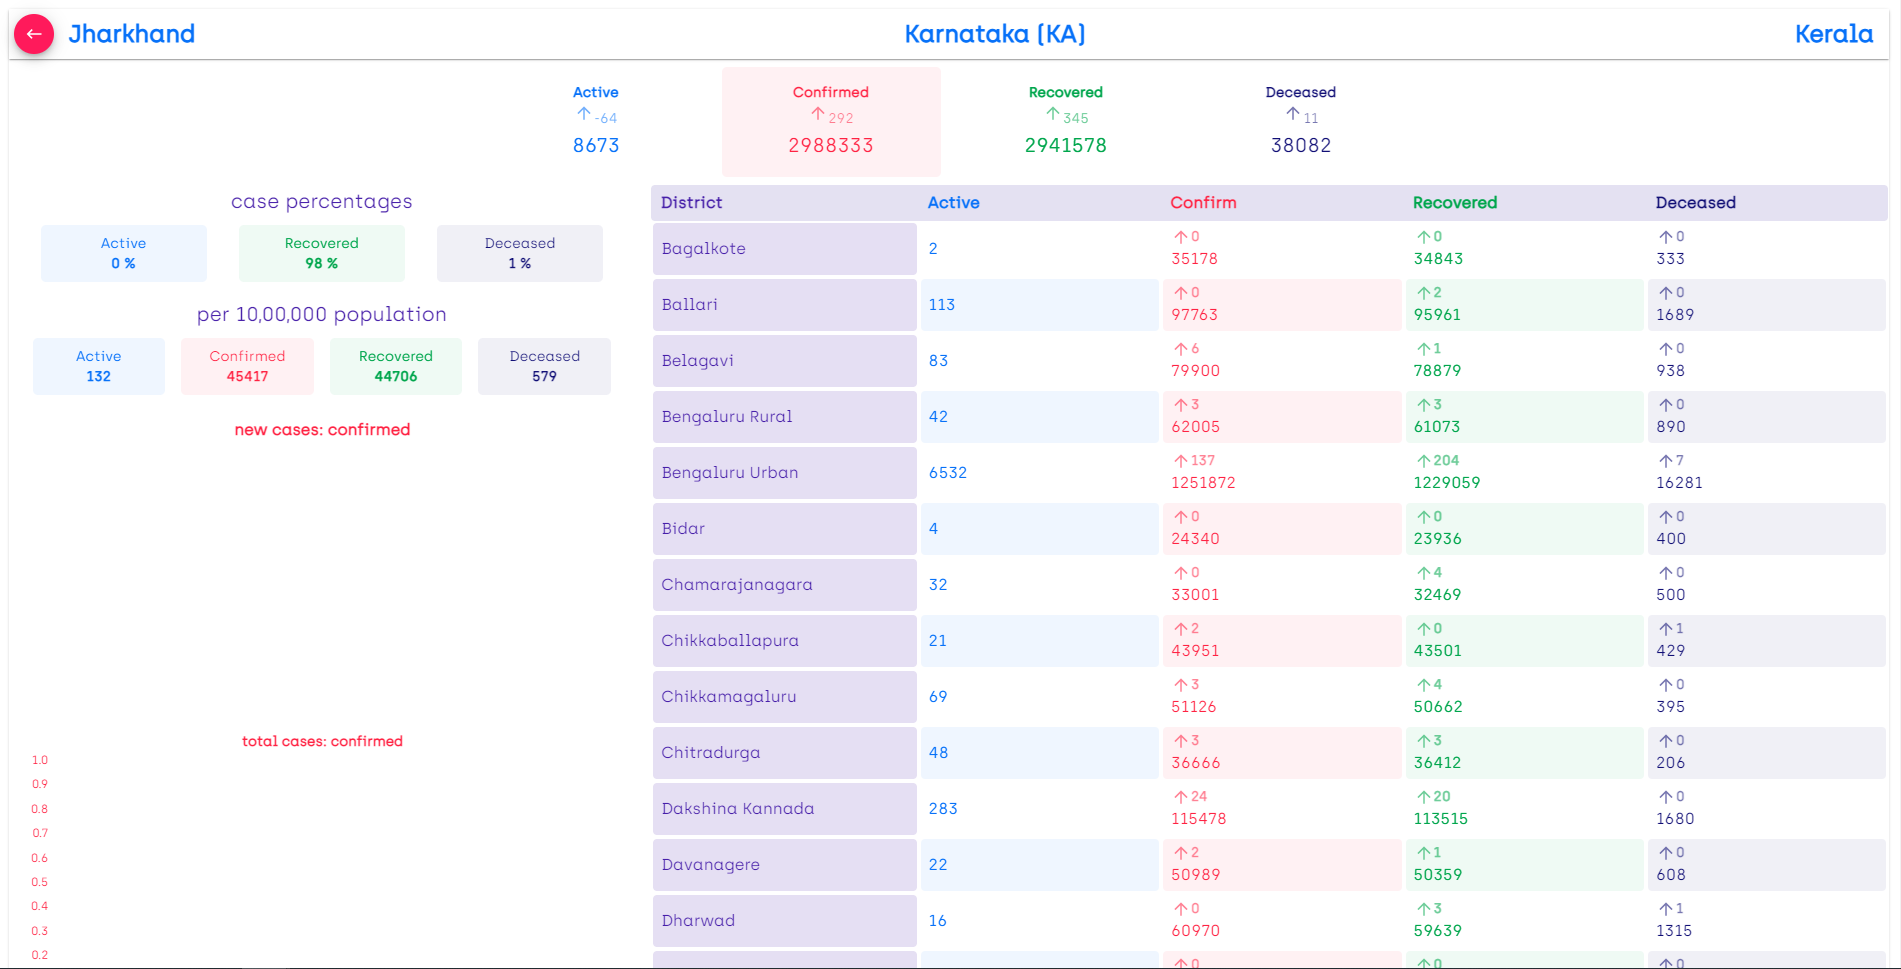 Jharkhand Karnataka (KA) Kerala
Active Confirmed Recovered Deceased
-64 292 345 11
8673 2988333 2941578 38082
case percentages
Active Recovered Deceased
0 % 98 % 1 %
per 10,00,000 population
Active Confirmed Recovered Deceased
132 45417 44706 579
new cases: confirmed
total cases: confirmed
1.0
0.9
0.8
0.7
0.6
0.5
0.4
0.3
0.2
District Active Confirm Recovered Deceased
0 0 0
Bagalkote 2 35178 34843 333
0 2 0
Ballari 113 97763 95961 1689
6 1 0
Belagavi 83 79900 78879 938
3 3 0
Bengaluru Rural 42 62005 61073 890
137 204 7
Bengaluru Urban 6532 1251872 1229059 16281
0 0 0
Bidar 4 24340 23936 400
0 4 0
Chamarajanagara 32 33001 32469 500
2 0 1
Chikkaballapura 21 43951 43501 429
3 4 0
Chikkamagaluru 69 51126 50662 395
3 3 0
Chitradurga 48 36666 36412 206
24 20 0
Dakshina Kannada 283 115478 113515 1680
2 1 0
Davanagere 22 50989 50359 608
0 3 1
Dharwad 16 60970 59639 1315
0 0 0